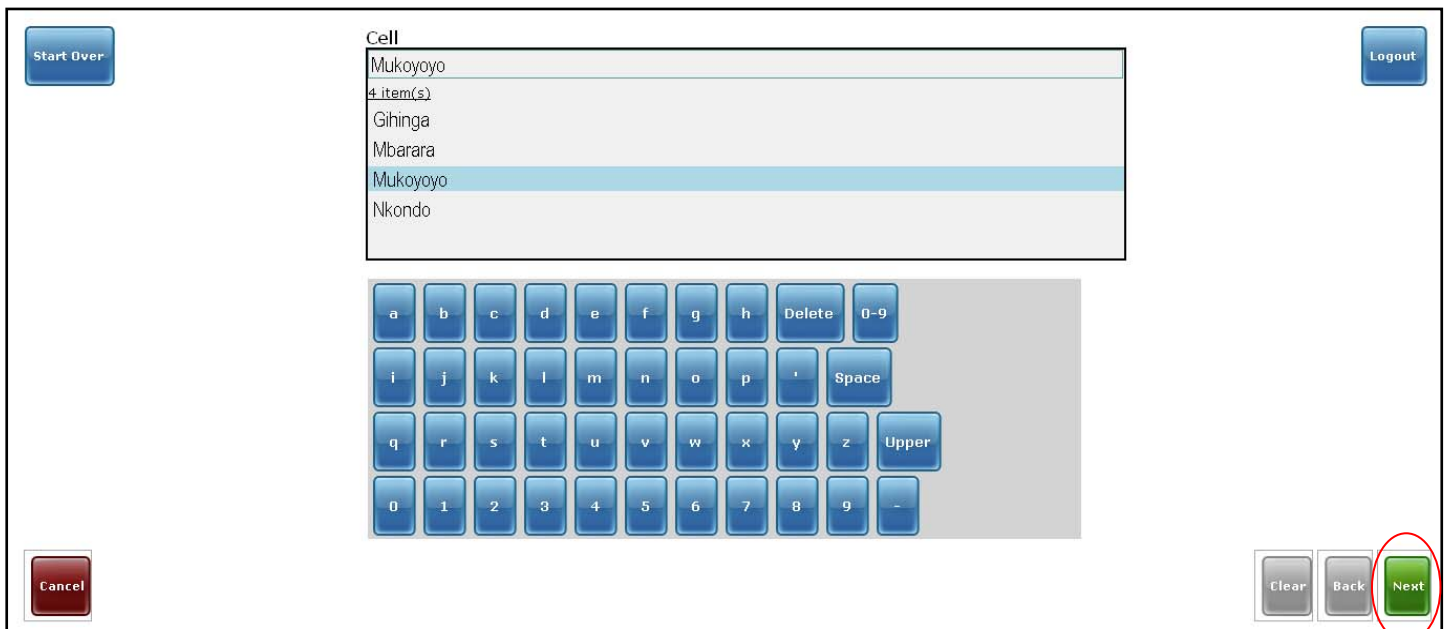 Start Over
Cell
Logout
Mukoyoyo
4 item(s)
Gihinga
Mbarara
Mukoyoyo
Nkondo
a b c d e f g h Delete 0-9
i j k l m n o p ' Space
q r s t u v w x y z Upper
0 1 2 3 4 5 6 7 8 9 -
Cancel
Clear Back Next